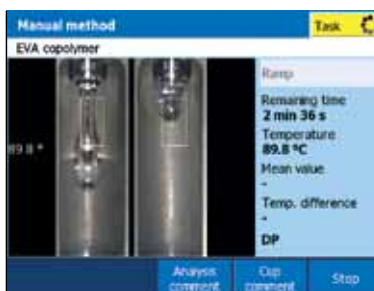 Manual method
Task
EVA copolymer
Ramp
Remaning time
2 min 36 s
Temperature
89.8 °C
Mean value
-
Temp. difference
-
DP
89.8 °
Analysis comment
Cup comment
Stop